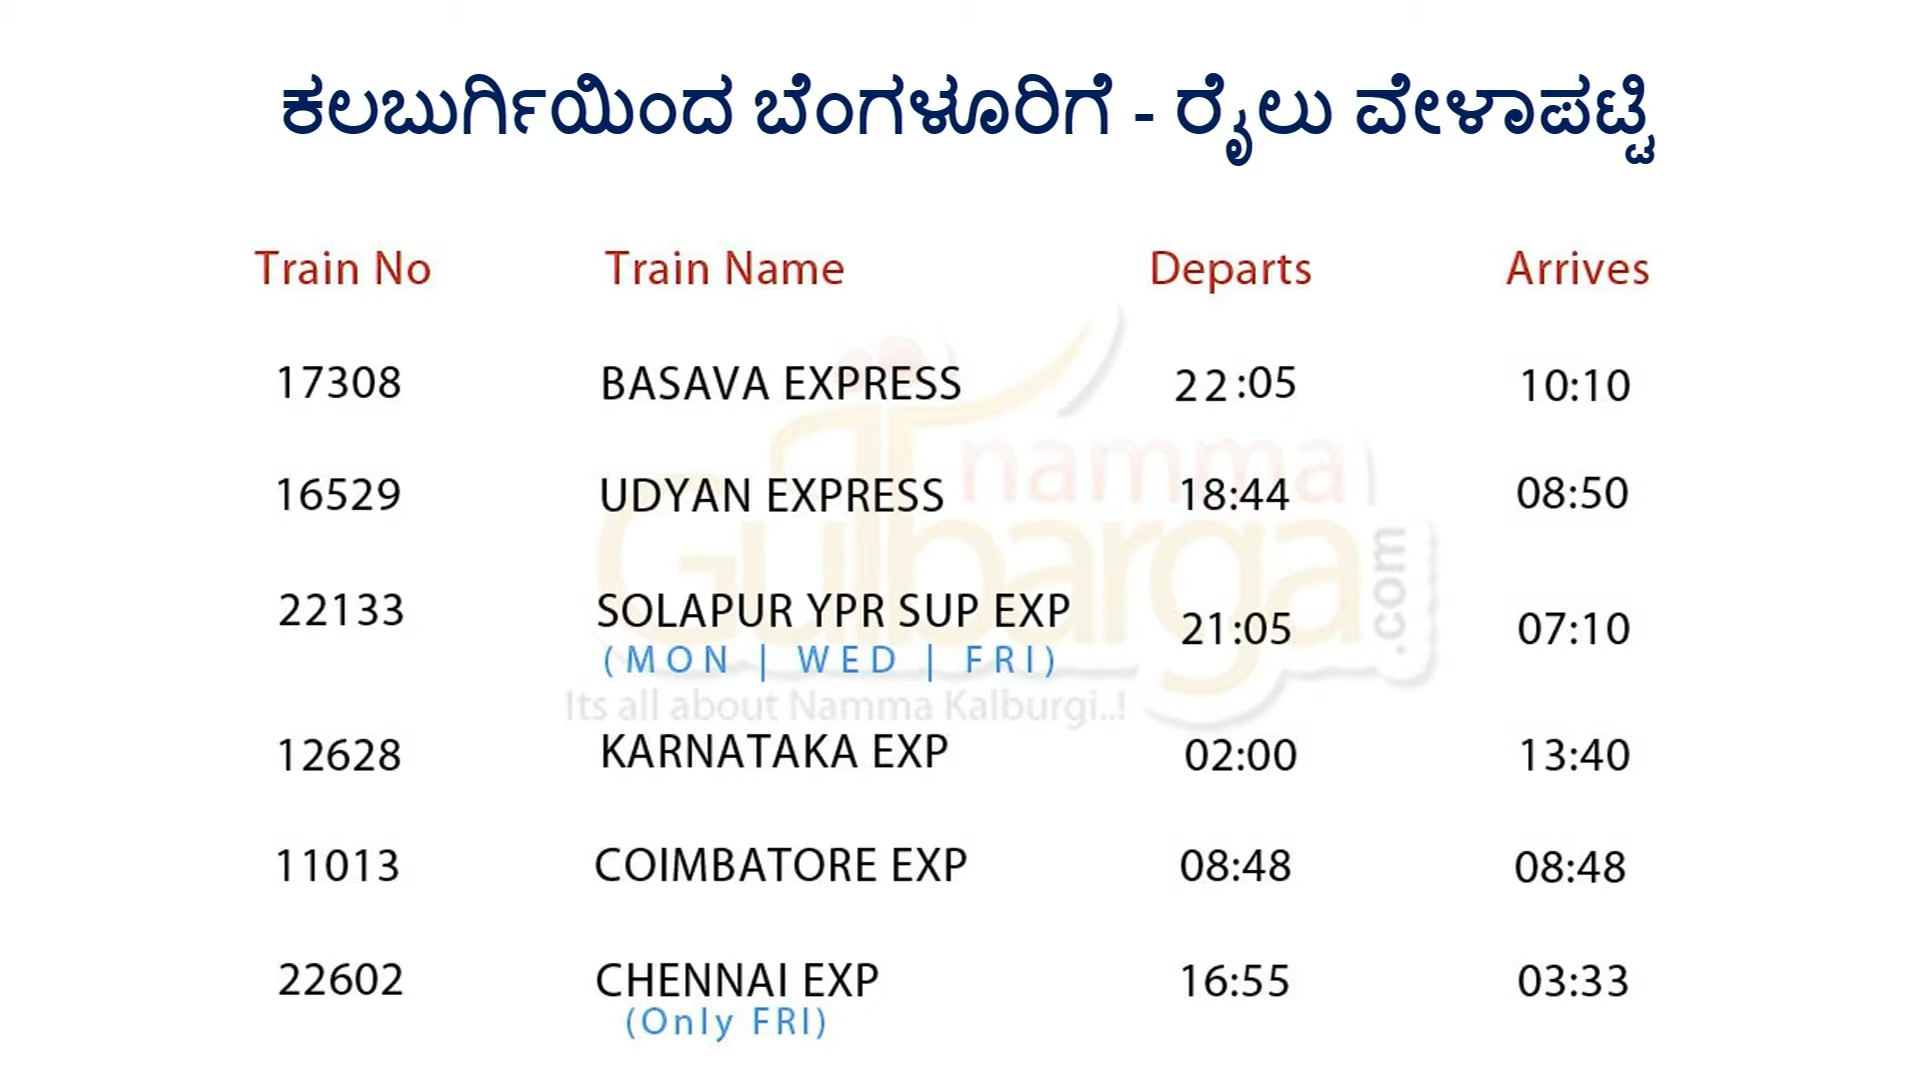 ಕಲಬುರ್ಗಿಯಿಂದ ಬೆಂಗಳೂರಿಗೆ - ರೈಲು ವೇಳಾಪಟ್ಟಿ
Train No Train Name Departs Arrives
17308 BASAVA EXPRESS 22:05 10:10
namma
16529 UDYAN EXPRESS 18:44 08:50
Gulbarga .com
22133 SOLAPUR YPR SUP EXP 21:05 07:10
(MON | WED | FRI)
Its all about Namma Kalburgi..!
12628 KARNATAKA EXP 02:00 13:40
11013 COIMBATORE EXP 08:48 08:48
22602 CHENNAI EXP 16:55 03:33
(Only FRI)